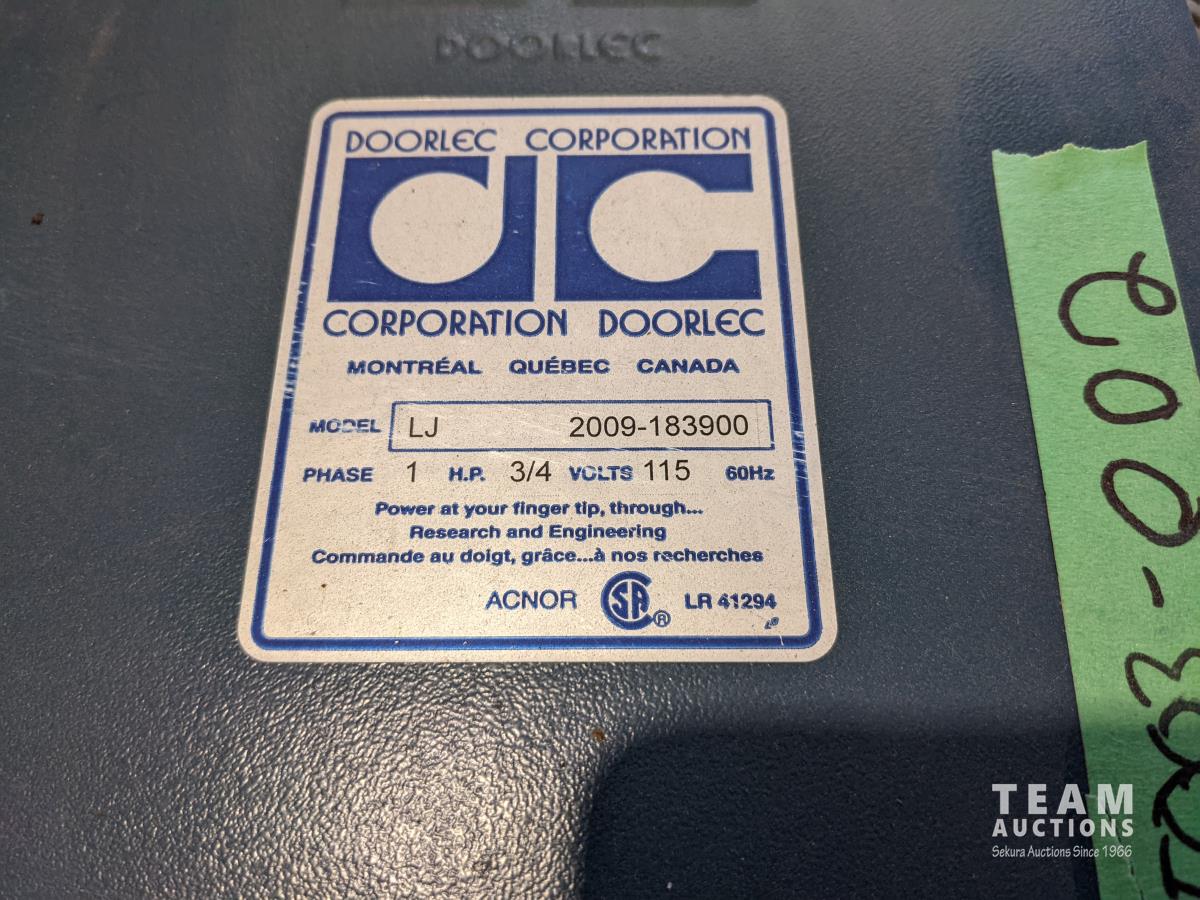 DOORLEC
DOORLEC CORPORATION
dc
CORPORATION DOORLEC
MONTRÉAL QUÉBEC CANADA
MODEL LJ 2009-183900
PHASE 1 H.P. 3/4 VOLTS 115 60Hz
Power at your finger tip, through...
Research and Engineering
Commande au doigt, grâce...à nos recherches
ACNOR CSA ® LR 41294
TEAM
AUCTIONS
Sekura Auctions Since 1966